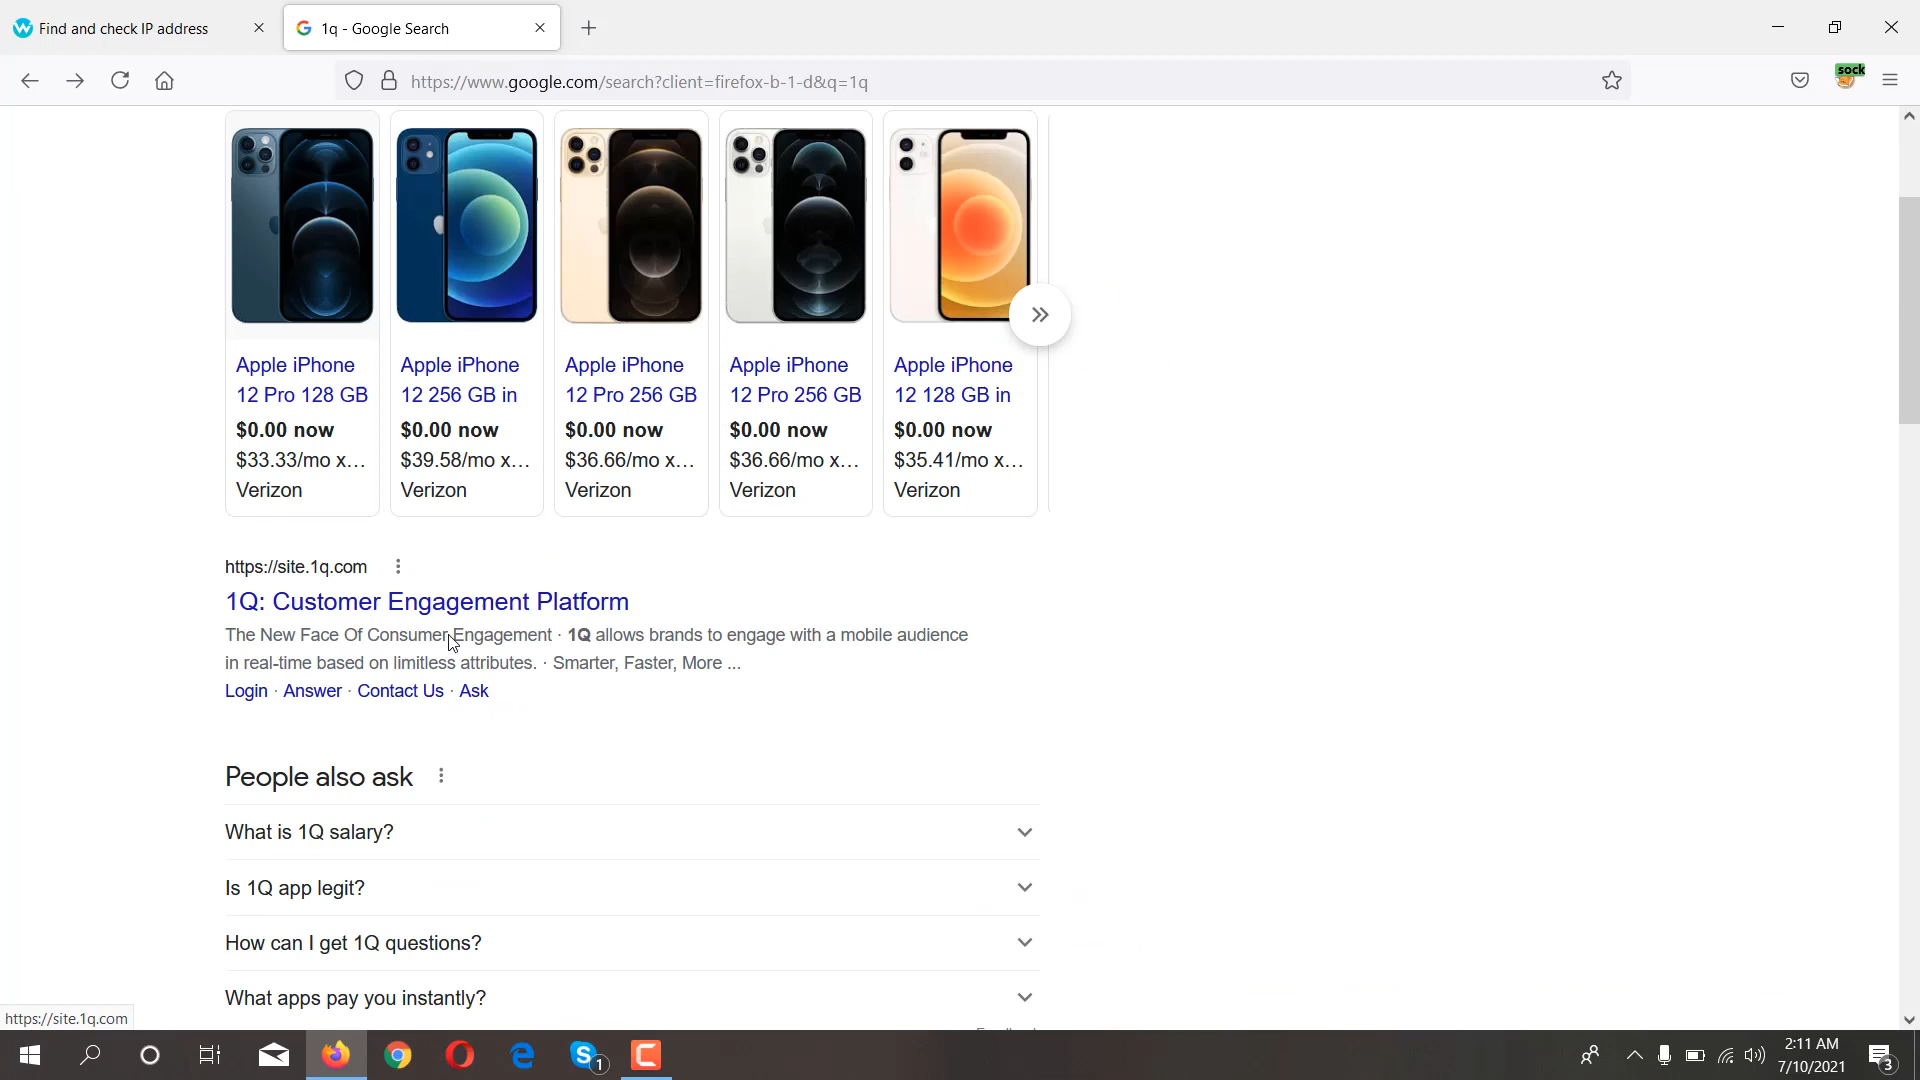 Find and check IP address
1q - Google Search
https://www.google.com/search?client=firefox-b-1-d&q=1q
sock
Apple iPhone
12 Pro 128 GB
$0.00 now
$33.33/mo x...
Verizon
Apple iPhone
12 256 GB in
$0.00 now
$39.58/mo x...
Verizon
Apple iPhone
12 Pro 256 GB
$0.00 now
$36.66/mo x...
Verizon
Apple iPhone
12 Pro 256 GB
$0.00 now
$36.66/mo x...
Verizon
Apple iPhone
12 128 GB in
$0.00 now
$35.41/mo x...
Verizon
https://site.1q.com
1Q: Customer Engagement Platform
The New Face Of Consumer Engagement · 1Q allows brands to engage with a mobile audience
in real-time based on limitless attributes. · Smarter, Faster, More ...
Login · Answer · Contact Us · Ask
People also ask
What is 1Q salary?
Is 1Q app legit?
How can I get 1Q questions?
What apps pay you instantly?
https://site.1q.com
1
2:11 AM
7/10/2021
3